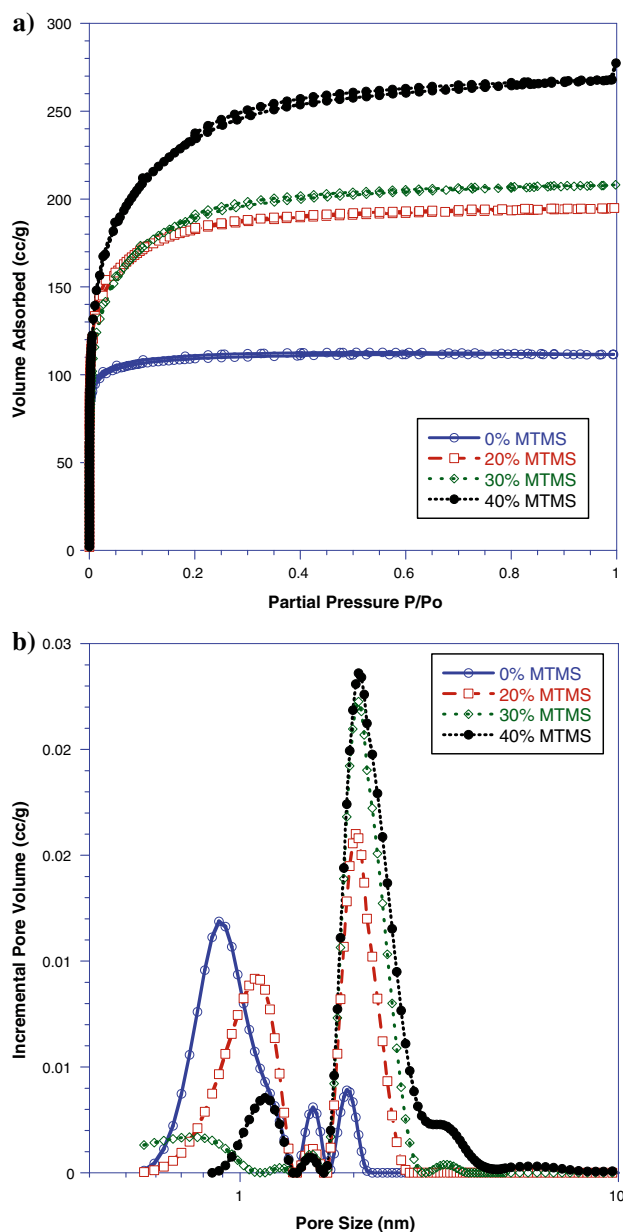 a)
300
250
200
150
100
50
0
Volume Adsorbed (cc/g)
0% MTMS
20% MTMS
30% MTMS
40% MTMS
0 0.2 0.4 0.6 0.8 1
Partial Pressure P/Po
b)
0.03
0.02
0.02
0.01
0.01
0
Incremental Pore Volume (cc/g)
0% MTMS
20% MTMS
30% MTMS
40% MTMS
1 10
Pore Size (nm)